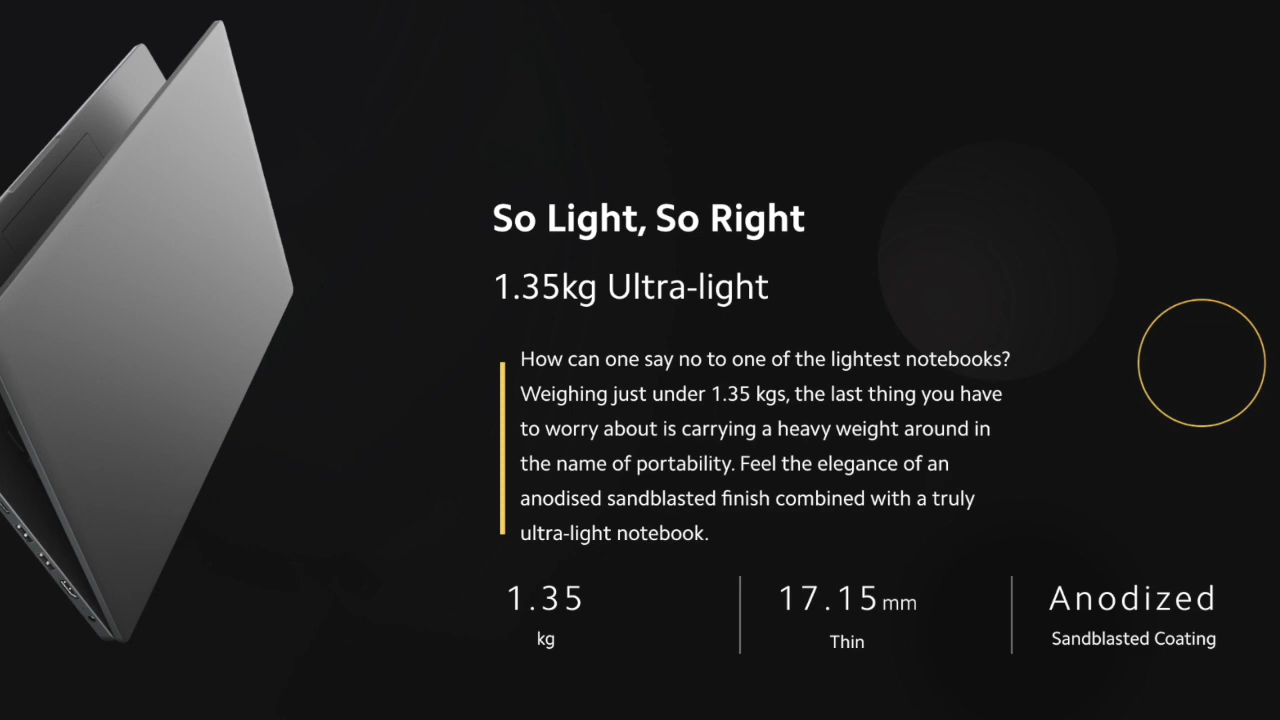 So Light, So Right
1.35kg Ultra-light
How can one say no to one of the lightest notebooks?
Weighing just under 1.35 kgs, the last thing you have
to worry about is carrying a heavy weight around in
the name of portability. Feel the elegance of an
anodised sandblasted finish combined with a truly
ultra-light notebook.
1.35
kg
17.15 mm
Thin
Anodized
Sandblasted Coating